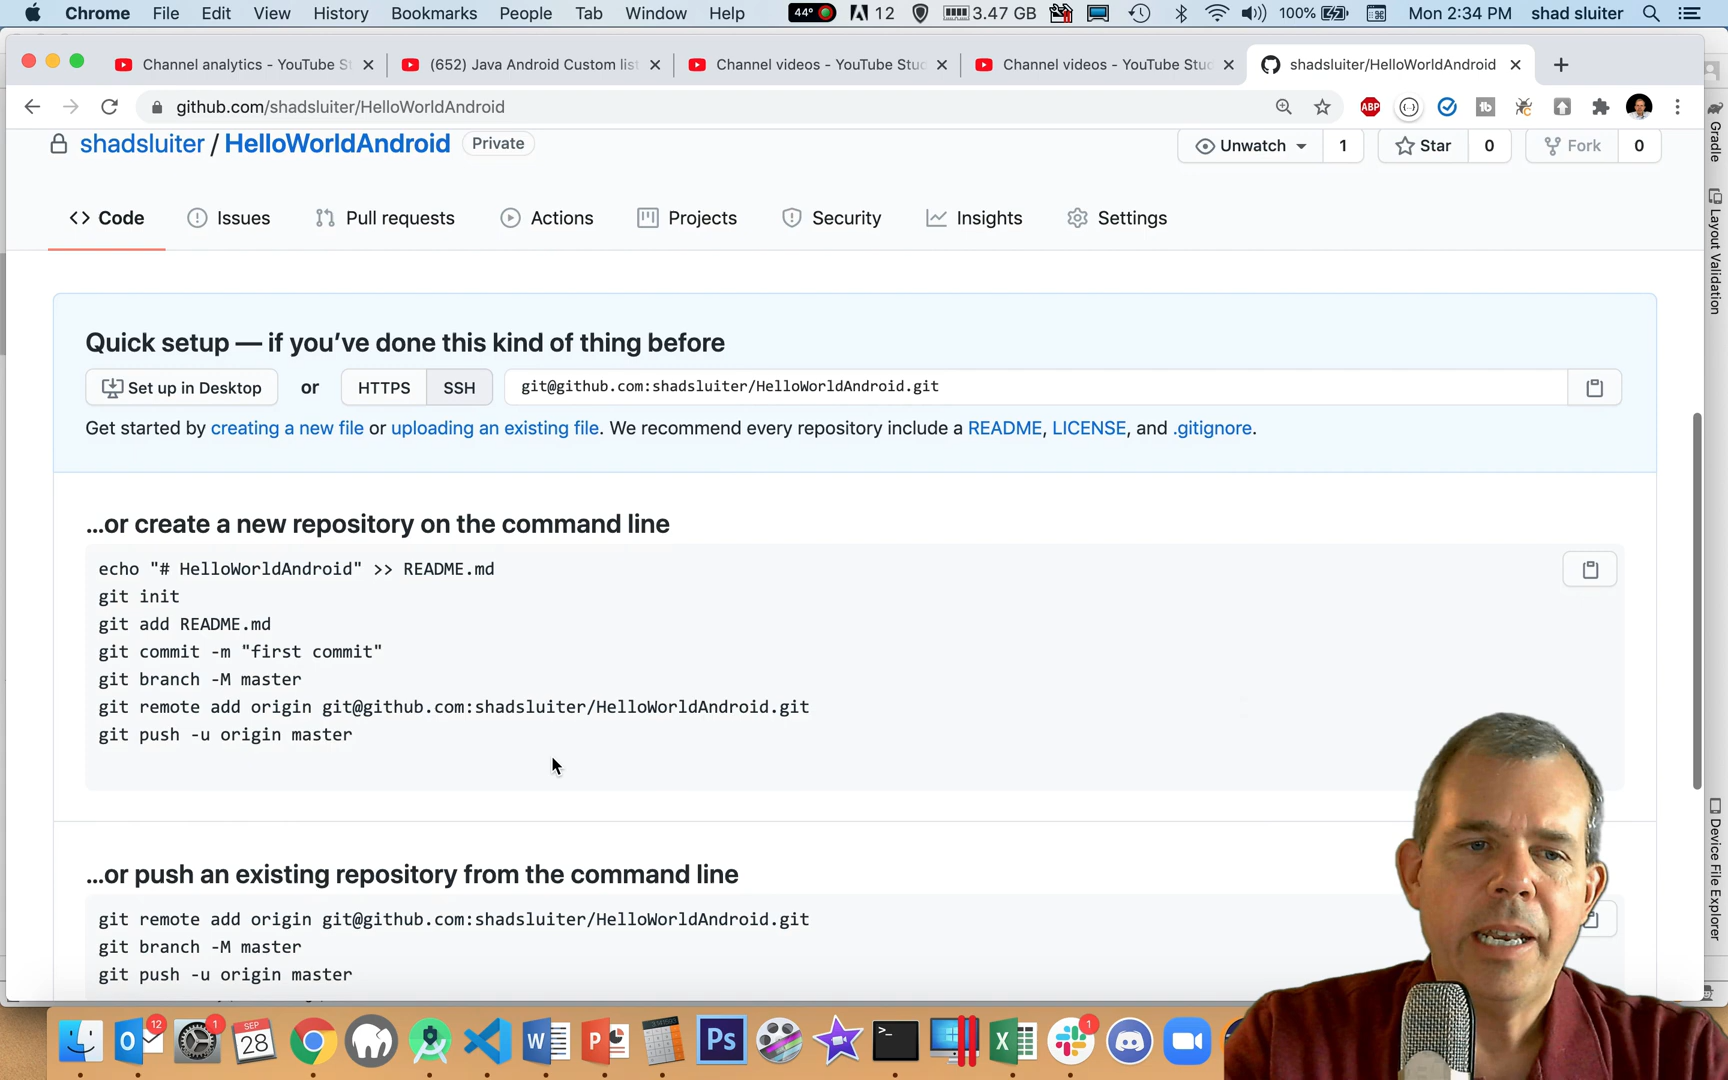 Chrome File Edit View History Bookmarks People Tab Window Help 44° 12 3.47 GB 100% Mon 2:34 PM shad sluiter
Channel analytics - YouTube St (652) Java Android Custom list Channel videos - YouTube Stud Channel videos - YouTube Stud shadsluiter/HelloWorldAndroid
github.com/shadsluiter/HelloWorldAndroid ABP tb
shadsluiter / HelloWorldAndroid Private Unwatch 1 Star 0 Fork 0
Code Issues Pull requests Actions Projects Security Insights Settings
Quick setup — if you’ve done this kind of thing before
Set up in Desktop or HTTPS SSH git@github.com:shadsluiter/HelloWorldAndroid.git
Get started by creating a new file or uploading an existing file. We recommend every repository include a README, LICENSE, and .gitignore.
…or create a new repository on the command line
echo "# HelloWorldAndroid" >> README.md
git init
git add README.md
git commit -m "first commit"
git branch -M master
git remote add origin git@github.com:shadsluiter/HelloWorldAndroid.git
git push -u origin master
…or push an existing repository from the command line
git remote add origin git@github.com:shadsluiter/HelloWorldAndroid.git
git branch -M master
git push -u origin master
Gradle
Layout Validation
Device File Explorer
12 1 SEP 28 W P Ps >_ X 1